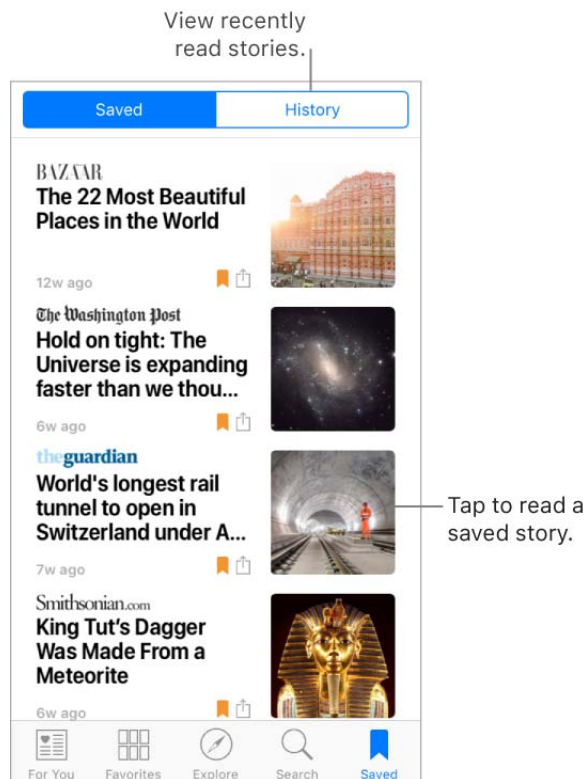 View recently
read stories.
Saved
History
BAZAAR
The 22 Most Beautiful
Places in the World
12w ago
The Washington Post
Hold on tight: The
Universe is expanding
faster than we thou...
6w ago
theguardian
World's longest rail
tunnel to open in
Switzerland under A...
7w ago
Tap to read a
saved story.
Smithsonian.com
King Tut's Dagger
Was Made From a
Meteorite
6w ago
For You
Favorites
Explore
Search
Saved